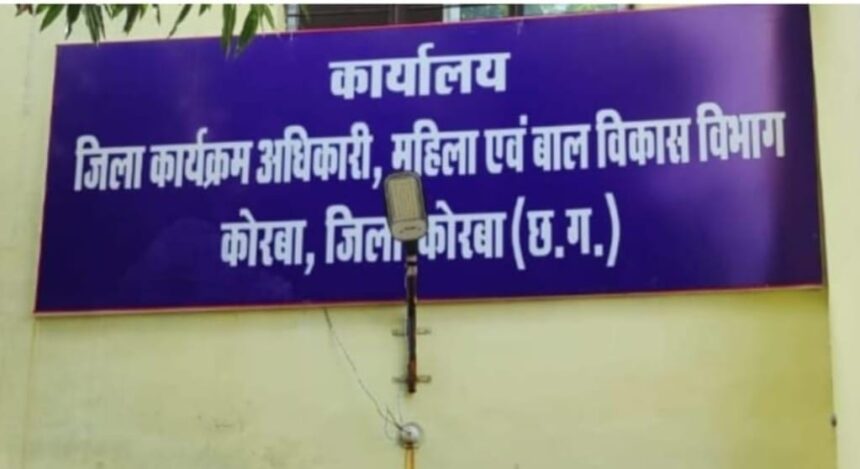 कार्यालय
जिला कार्यक्रम अधिकारी, महिला एवं बाल विकास विभाग
कोरबा, जिला कोरबा (छ.ग.)